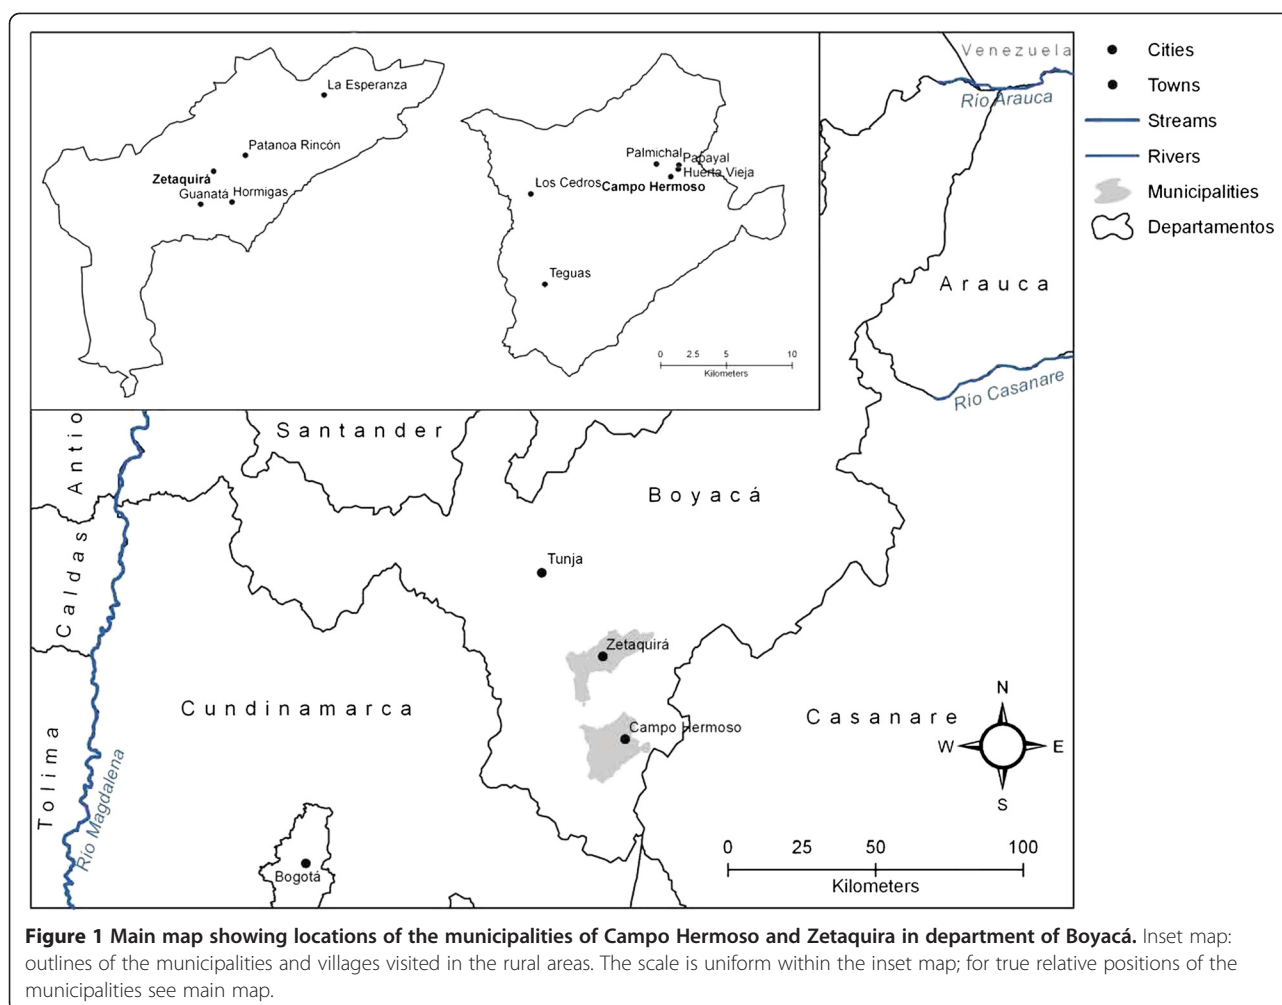 La Esperanza
Patanoa Rincón
Zetaquirá
Guanatá
Hormigas
Palmichal
Papayal
Huerta Vieja
Los Cedros
Campo Hermoso
Teguas
0 2.5 5 10
Kilometers
Venezuela
Río Arauca
Arauca
Río Casanare
Cities
Towns
Streams
Rivers
Municipalities
Departamentos
Antio
Santander
Boyacá
Caldas
Tunja
Zetaquirá
Cundinamarca
Campo Hermoso
Casanare
Tolima
Río Magdalena
Bogotá
N
W E
S
0 25 50 100
Kilometers
Figure 1 Main map showing locations of the municipalities of Campo Hermoso and Zetaquira in department of Boyacá. Inset map:
outlines of the municipalities and villages visited in the rural areas. The scale is uniform within the inset map; for true relative positions of the
municipalities see main map.